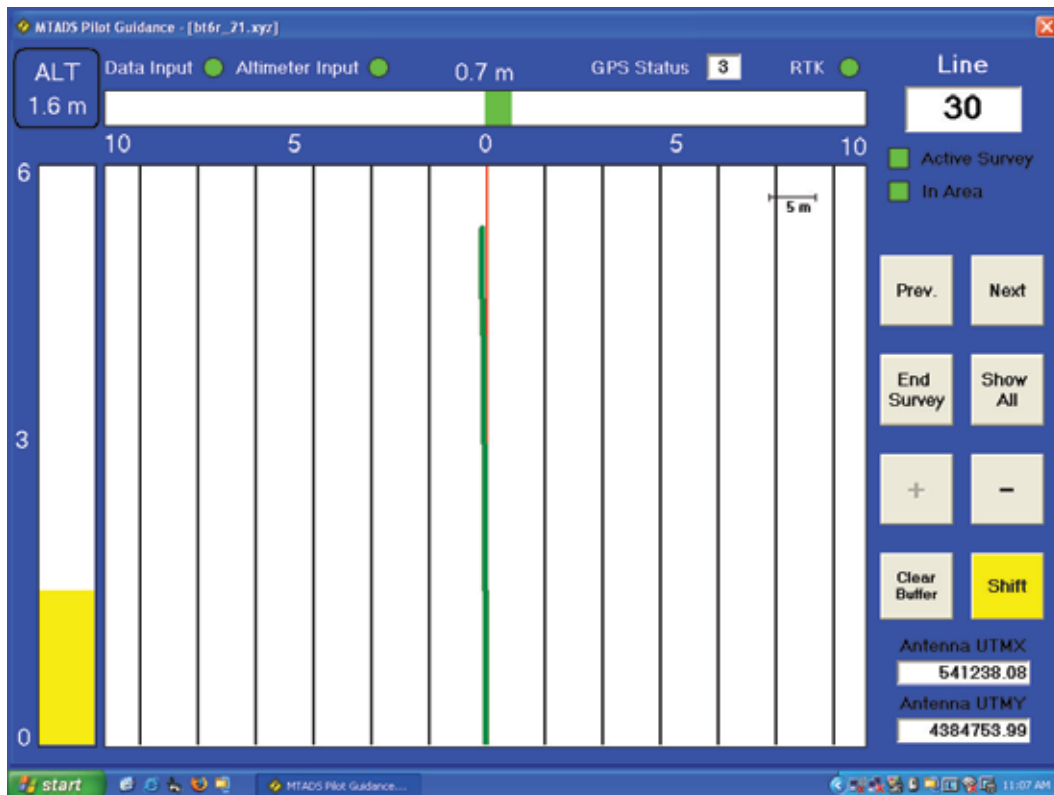 MTADS Pilot Guidance - [bt6r_21.xyz]
ALT
1.6 m
Data Input
Altimeter Input
0.7 m
GPS Status 3
RTK
Line
30
10 5 0 5 10
Active Survey
In Area
6
3
0
5 m
Prev.
Next
End
Survey
Show
All
+
-
Clear
Buffer
Shift
Antenna UTMX
541238.08
Antenna UTMY
4384753.99
start
MTADS Pilot Guidance....
11:07 AM